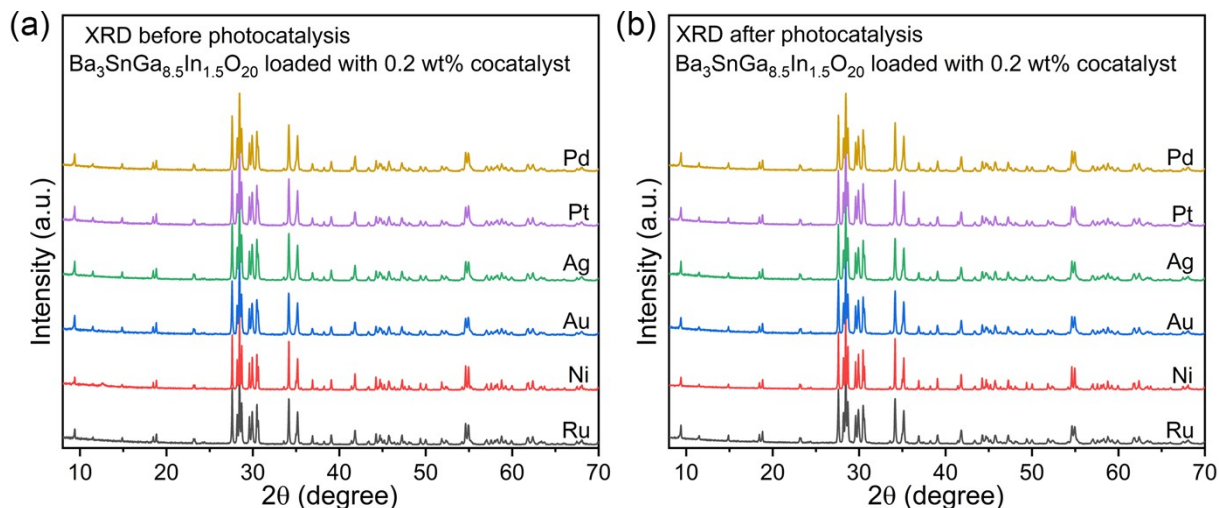 (a)
XRD before photocatalysis
Ba₃SnGa₈.₅In₁.₅O₂₀ loaded with 0.2 wt% cocatalyst
Pd
Pt
Ag
Au
Ni
Ru
Intensity (a.u.)
10 20 30 40 50 60 70
2θ (degree)
(b)
XRD after photocatalysis
Ba₃SnGa₈.₅In₁.₅O₂₀ loaded with 0.2 wt% cocatalyst
Pd
Pt
Ag
Au
Ni
Ru
Intensity (a.u.)
10 20 30 40 50 60 70
2θ (degree)